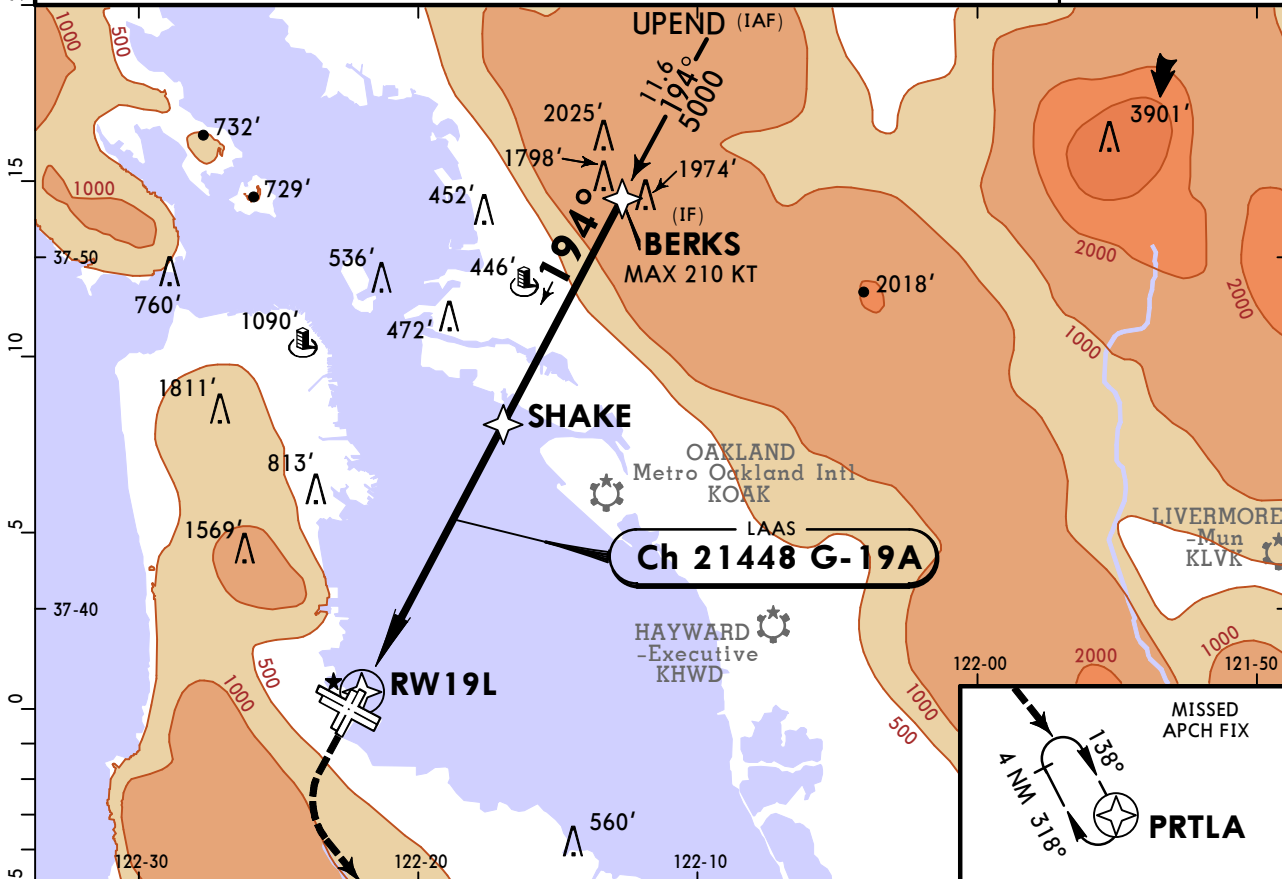 UPEND (IAF)
1000
500
11.6
194°
5000
3901'
2025'
732'
1798'
1974'
15
1000
729'
452'
194°
(IF)
BERKS
MAX 210 KT
37-50
536'
446'
2000
2018'
2000
760'
1090'
472'
10
1000
1811'
SHAKE
813'
OAKLAND
Metro Oakland Intl
KOAK
5
1569'
LAAS
Ch 21448 G-19A
LIVERMORE
-Mun
KLVK
37-40
HAYWARD
-Executive
KHWD
1000
500
2000
122-00
121-50
RW19L
1000
1000
0
500
MISSED
APCH FIX
138°
4 NM
318°
PRTLA
560'
122-30
122-20
122-10
5